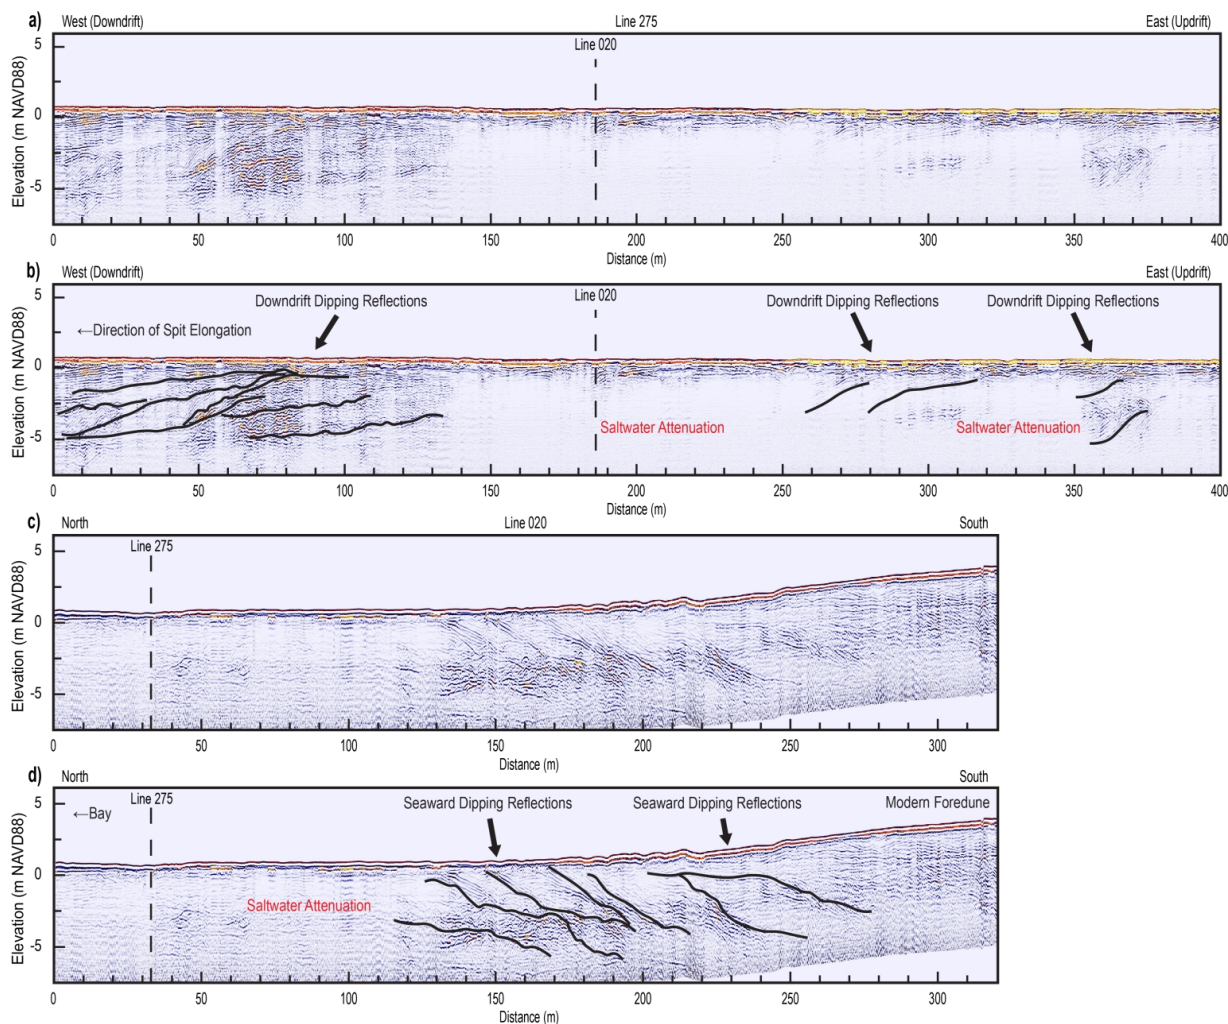 a) West (Downdrift) Line 275 East (Updrift)
Line 020
5
0
-5
Elevation (m NAVD88)
0 50 100 150 200 250 300 350 400
Distance (m)
b) West (Downdrift) East (Updrift)
Line 020
Downdrift Dipping Reflections Downdrift Dipping Reflections Downdrift Dipping Reflections
←Direction of Spit Elongation
5
0
-5
Elevation (m NAVD88)
Saltwater Attenuation Saltwater Attenuation
0 50 100 150 200 250 300 350 400
Distance (m)
c) North Line 020 South
Line 275
5
0
-5
Elevation (m NAVD88)
0 50 100 150 200 250 300
Distance (m)
d) North South
Line 275
←Bay
Seaward Dipping Reflections Seaward Dipping Reflections Modern Foredune
5
0
-5
Elevation (m NAVD88)
Saltwater Attenuation
0 50 100 150 200 250 300
Distance (m)